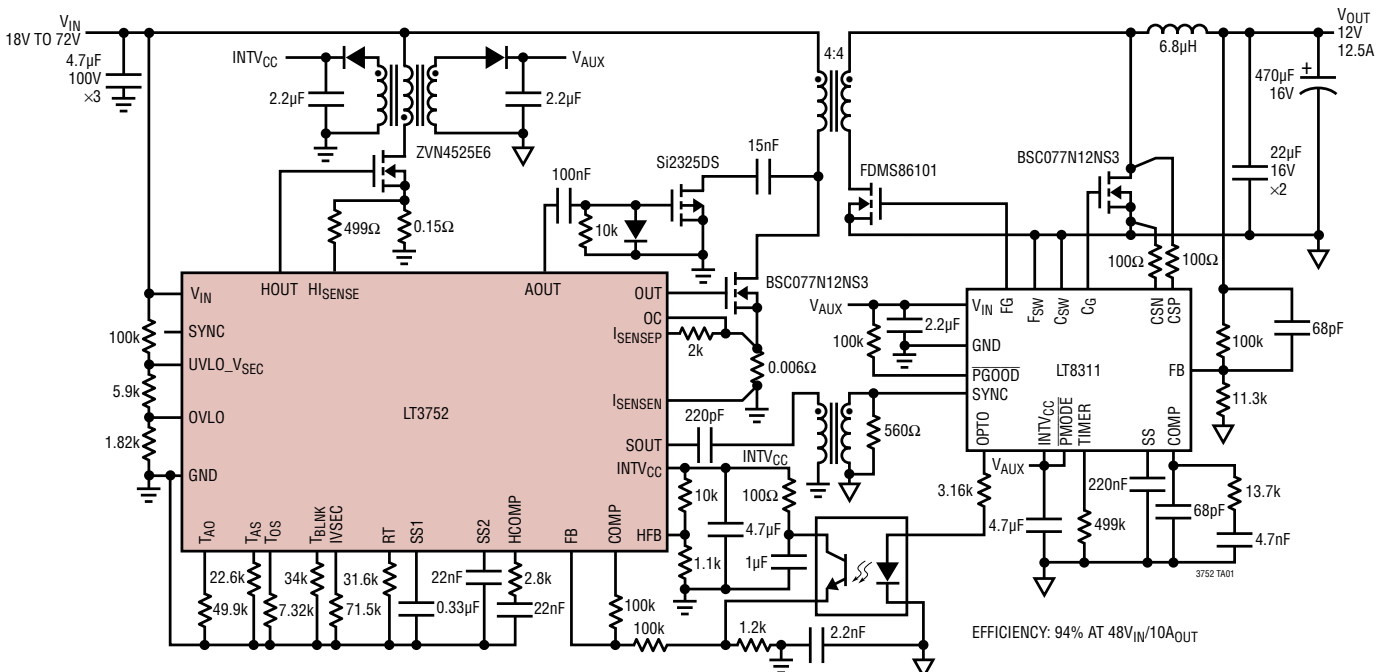 VIN
18V TO 72V
4.7µF
100V
×3
INTVCC
2.2µF
VAUX
2.2µF
ZVN4525E6
499Ω
0.15Ω
100nF
10k
Si2325DS
15nF
4:4
FDMS86101
BSC077N12NS3
6.8µH
VOUT
12V
12.5A
470µF
16V
+
22µF
16V
×2
100Ω
100Ω
BSC077N12NS3
VIN
HOUT
HISENSE
AOUT
OUT
OC
ISENSEP
2k
0.006Ω
ISENSEN
SYNC
100k
UVLO_VSEC
5.9k
OVLO
1.82k
GND
LT3752
SOUT
220pF
INTVCC
INTVCC
HFB
10k
1.1k
4.7µF
100Ω
1µF
560Ω
VAUX
2.2µF
100k
VIN
GND
PGOOD
SYNC
FG
FSW
CSW
CG
CSN
CSP
LT8311
FB
100k
68pF
11.3k
OPTO
INTVCC
PMODE
TIMER
SS
COMP
3.16k
VAUX
4.7µF
499k
220nF
68pF
13.7k
4.7nF
TAO
TAS
TOS
TBLNK
IVSEC
RT
SS1
SS2
HCOMP
FB
COMP
49.9k
22.6k
7.32k
34k
71.5k
31.6k
0.33µF
22nF
2.8k
22nF
100k
100k
1.2k
2.2nF
3752 TA01
EFFICIENCY: 94% AT 48VIN/10AOUT